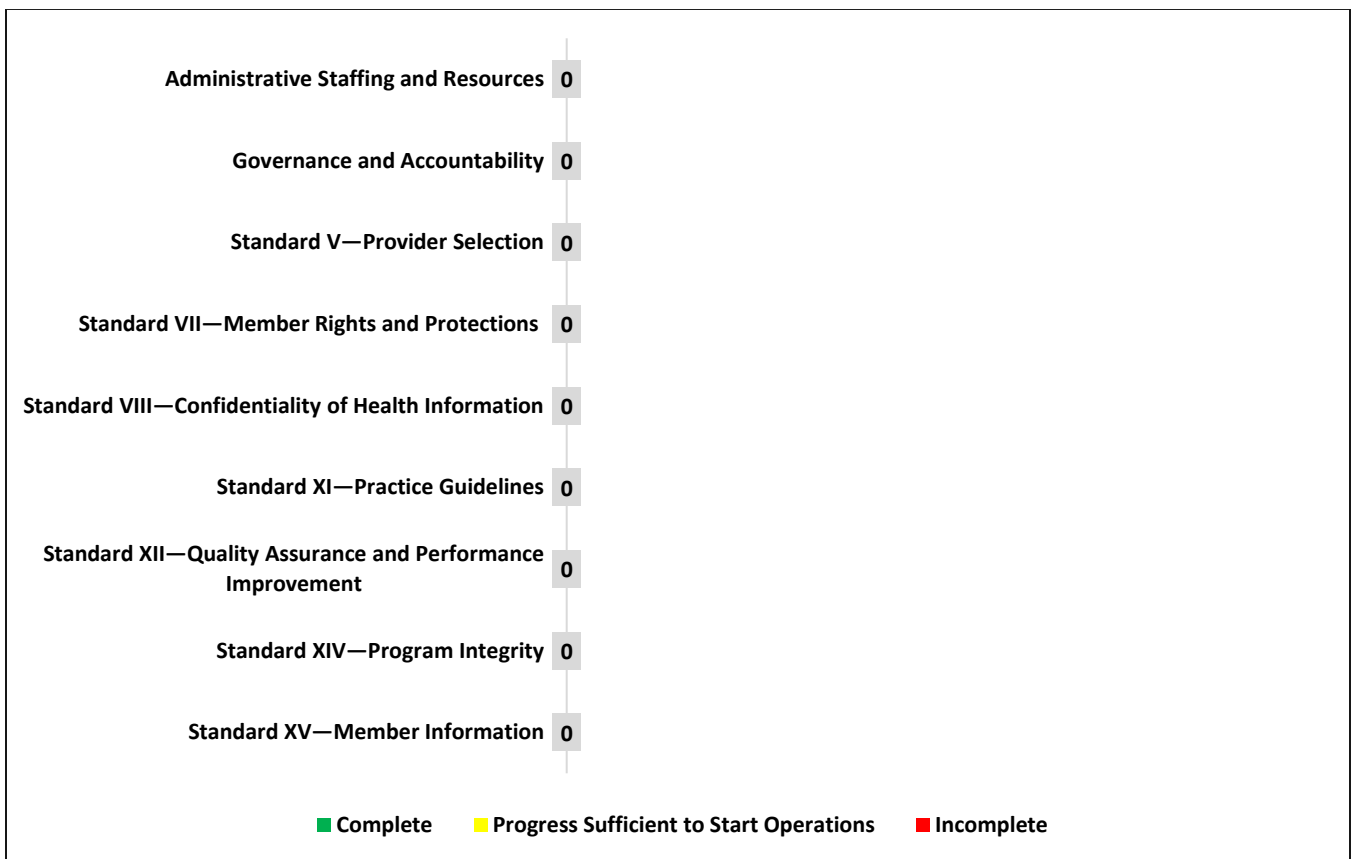 Administrative Staffing and Resources 0
Governance and Accountability 0
Standard V—Provider Selection 0
Standard VII—Member Rights and Protections 0
Standard VIII—Confidentiality of Health Information 0
Standard XI—Practice Guidelines 0
Standard XII—Quality Assurance and Performance
Improvement 0
Standard XIV—Program Integrity 0
Standard XV—Member Information 0
Complete Progress Sufficient to Start Operations Incomplete